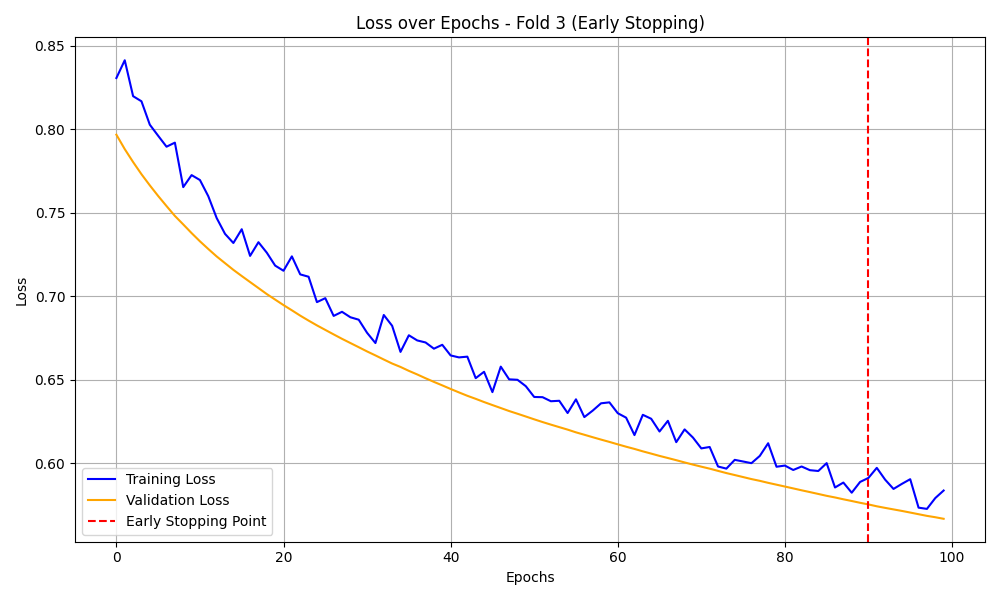 Loss over Epochs - Fold 3 (Early Stopping)
0.85
0.80
0.75
0.70
0.65
0.60
Loss
Training Loss
Validation Loss
Early Stopping Point
0 20 40 60 80 100
Epochs